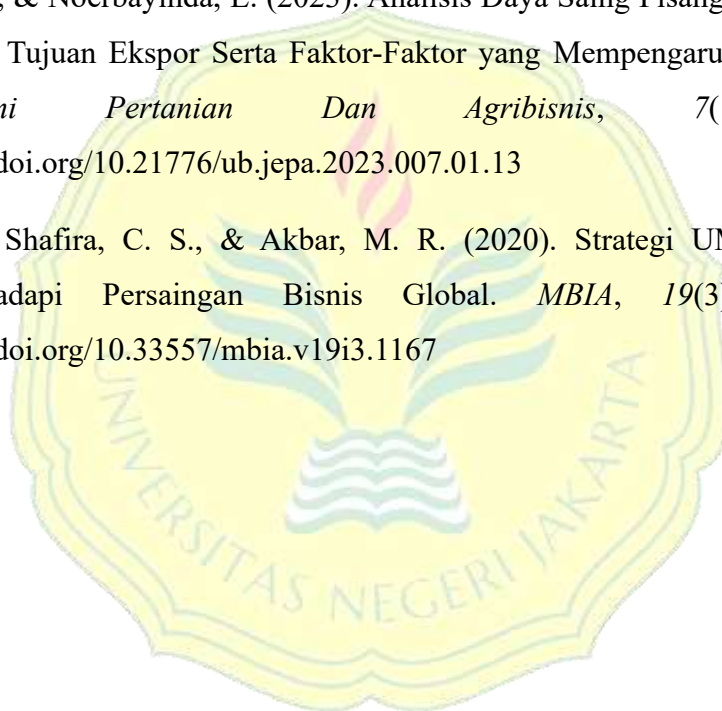 , & Noerbayinda, E. (2023). Analisis Daya Saing Pisang
Tujuan Ekspor Serta Faktor-Faktor yang Mempengaru
ni Pertanian Dan Agribisnis, 7(
doi.org/10.21776/ub.jepa.2023.007.01.13
Shafira, C. S., & Akbar, M. R. (2020). Strategi UM
adapi Persaingan Bisnis Global. MBIA, 19(3)
doi.org/10.33557/mbia.v19i3.1167
UNIVERSITAS NEGERI JAKARTA